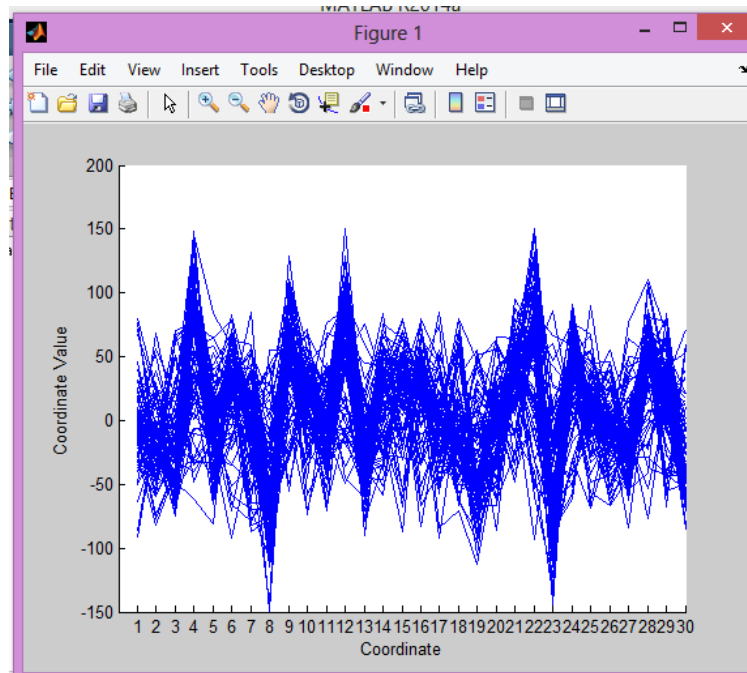 MATLAB R2014a
Figure 1
File Edit View Insert Tools Desktop Window Help
200
150
100
50
0
-50
-100
-150
Coordinate Value
1 2 3 4 5 6 7 8 9 10 11 12 13 14 15 16 17 18 19 20 21 22 23 24 25 26 27 28 29 30
Coordinate